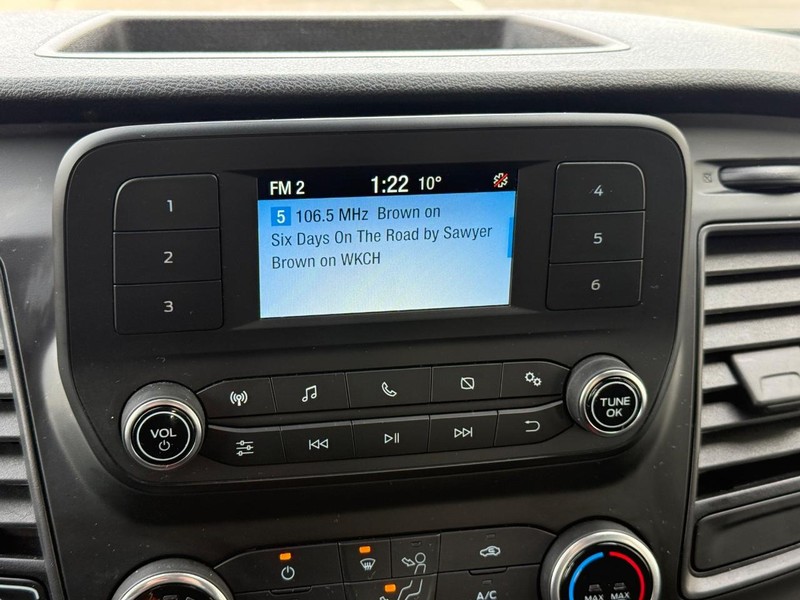 FM 2 1:22 10°
5 106.5 MHz Brown on
Six Days On The Road by Sawyer
Brown on WKCH
1
2
3
4
5
6
VOL
TUNE
OK
A/C
MAX MAX